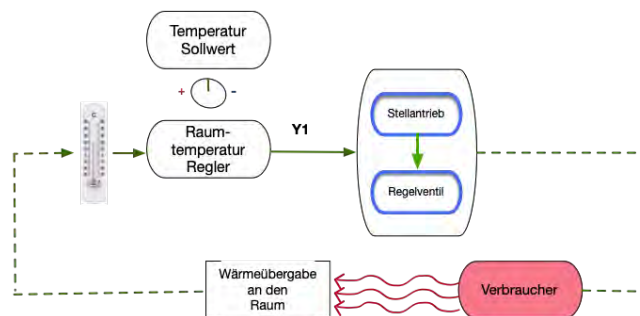 Temperatur
Sollwert
+
-
C
Raum-
temperatur
Regler
Y1
Stellantrieb
Regelventil
Wärmeübergabe
an den
Raum
Verbraucher